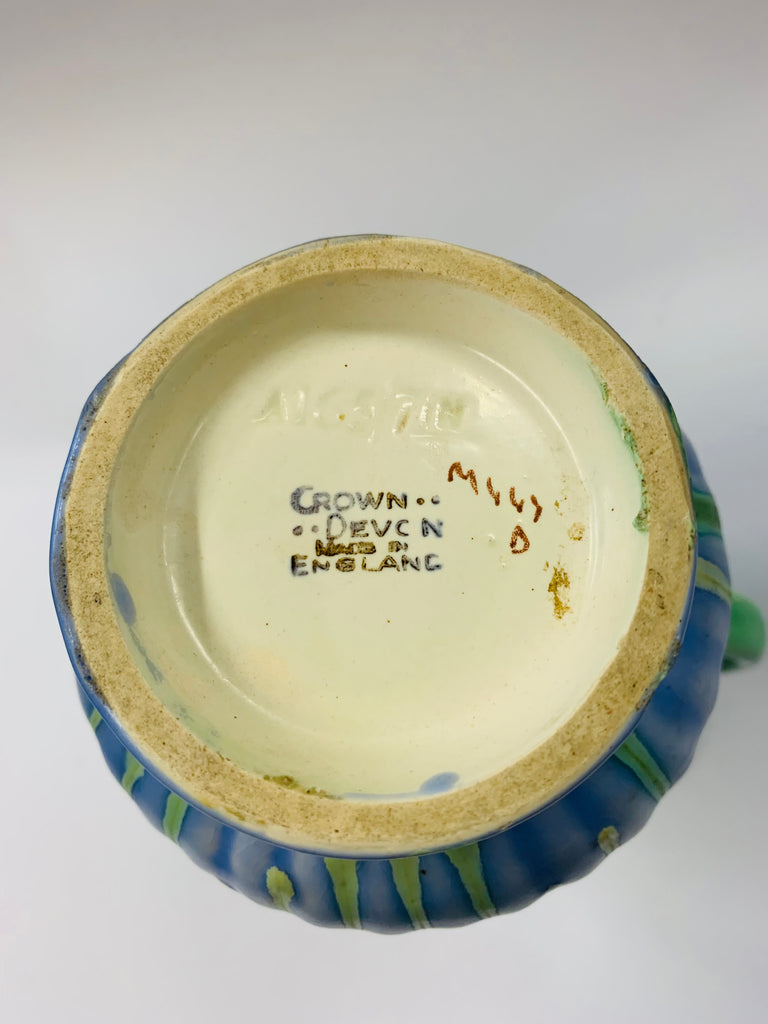 CROWN..
..DEVON
MADE IN
ENGLAND
M443
D